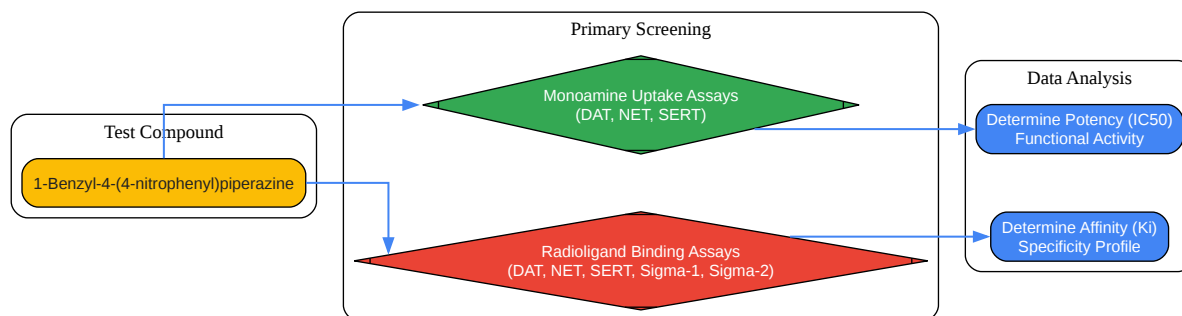 Test Compound
1-Benzyl-4-(4-nitrophenyl)piperazine
Primary Screening
Monoamine Uptake Assays
(DAT, NET, SERT)
Radioligand Binding Assays
(DAT, NET, SERT, Sigma-1, Sigma-2)
Data Analysis
Determine Potency (IC50)
Functional Activity
Determine Affinity (Ki)
Specificity Profile